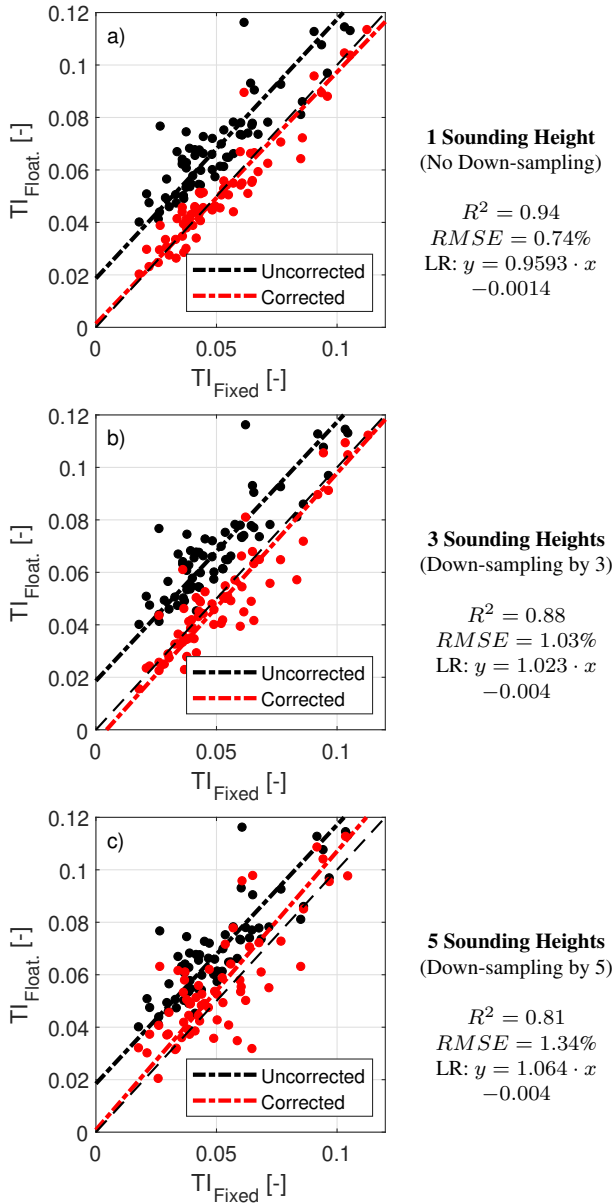 a)
0.12
0.1
0.08
0.06
0.04
0.02
0
TI_Float. [-]
Uncorrected
Corrected
0
0.05
0.1
TI_Fixed [-]
1 Sounding Height
(No Down-sampling)
R² = 0.94
RMSE = 0.74%
LR: y = 0.9593 · x
−0.0014
b)
0.12
0.1
0.08
0.06
0.04
0.02
0
TI_Float. [-]
Uncorrected
Corrected
0
0.05
0.1
TI_Fixed [-]
3 Sounding Heights
(Down-sampling by 3)
R² = 0.88
RMSE = 1.03%
LR: y = 1.023 · x
−0.004
c)
0.12
0.1
0.08
0.06
0.04
0.02
0
TI_Float. [-]
Uncorrected
Corrected
0
0.05
0.1
TI_Fixed [-]
5 Sounding Heights
(Down-sampling by 5)
R² = 0.81
RMSE = 1.34%
LR: y = 1.064 · x
−0.004